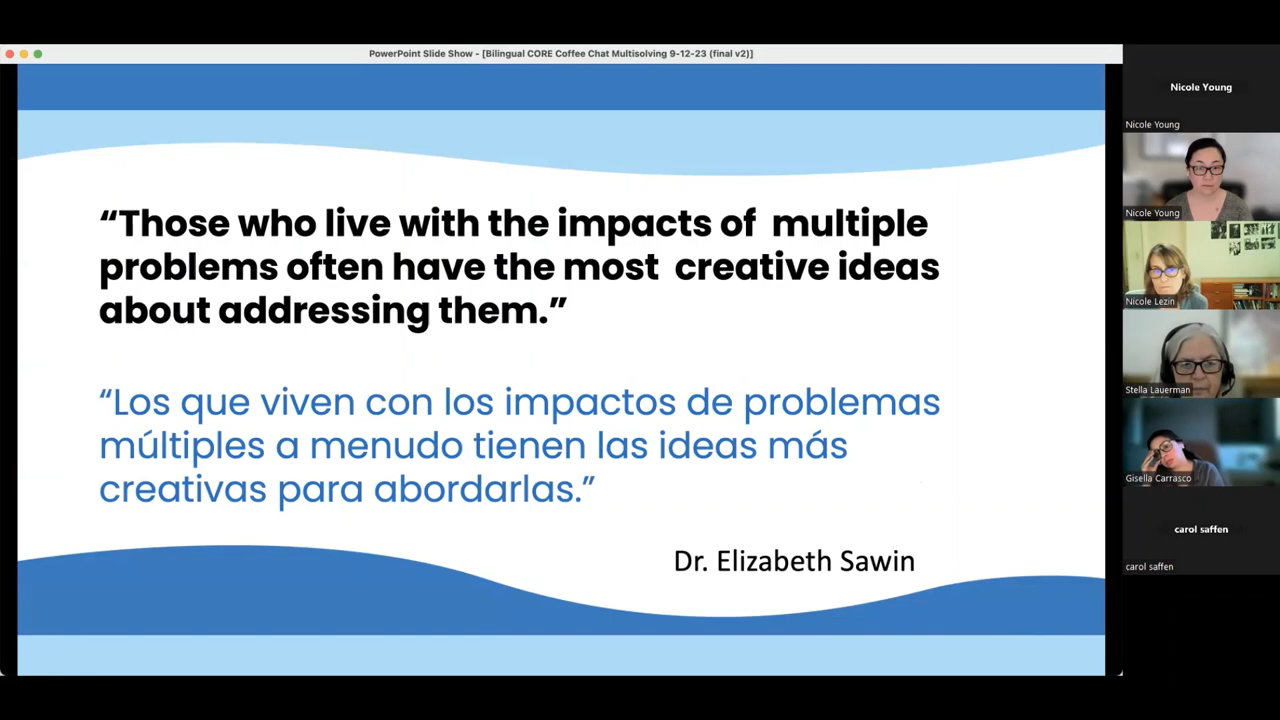 PowerPoint Slide Show - [Bilingual CORE Coffee Chat Multisolving 9-12-23 (final v2)]
“Those who live with the impacts of multiple
problems often have the most creative ideas
about addressing them.”
“Los que viven con los impactos de problemas
múltiples a menudo tienen las ideas más
creativas para abordarlas.”
Dr. Elizabeth Sawin
Nicole Young
Nicole Young
Nicole Young
Nicole Lezin
Stella Lauerman
Gisella Carrasco
carol saffen
carol saffen